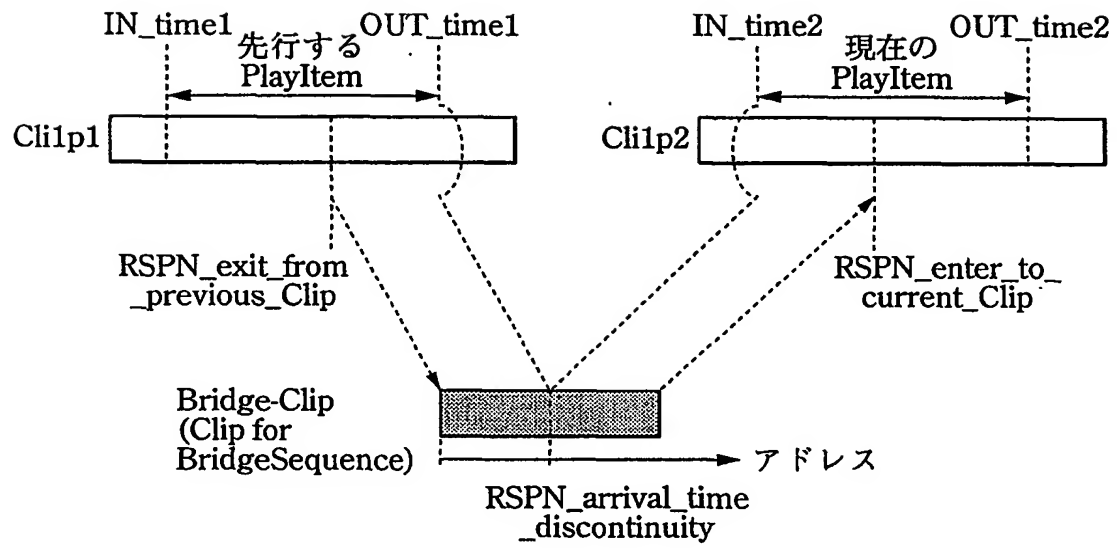 IN_time1
OUT_time1
先行する
PlayItem
IN_time2
OUT_time2
現在の
PlayItem
Cli1p1
Cli1p2
RSPN_exit_from
_previous_Clip
RSPN_enter_to_
current_Clip
Bridge-Clip
(Clip for
BridgeSequence)
アドレス
RSPN_arrival_time
_discontinuity